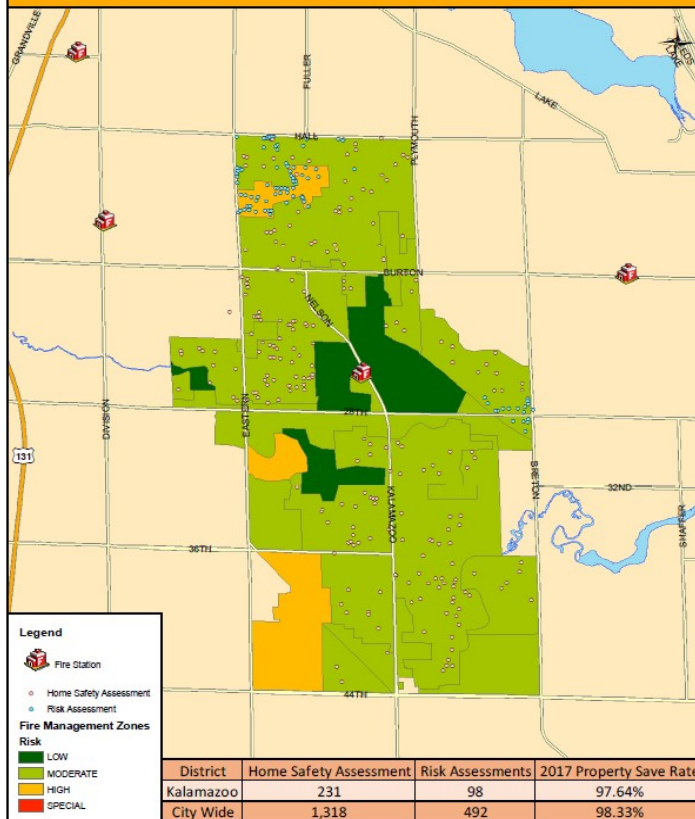 GRANDVILLE
FULLER
LAKE
EDS
LAKE
PLYMOUTH
HALL
BURTON
NELSON
28TH
DIVISION
EASTERN
131
KALAMAZOO
BRETON
32ND
SHAFFER
36TH
44TH
Legend
Fire Station
Home Safety Assessment
Risk Assessment
Fire Management Zones
Risk
LOW
MODERATE
HIGH
SPECIAL
District Home Safety Assessment Risk Assessments 2017 Property Save Rate
Kalamazoo 231 98 97.64%
City Wide 1,318 492 98.33%